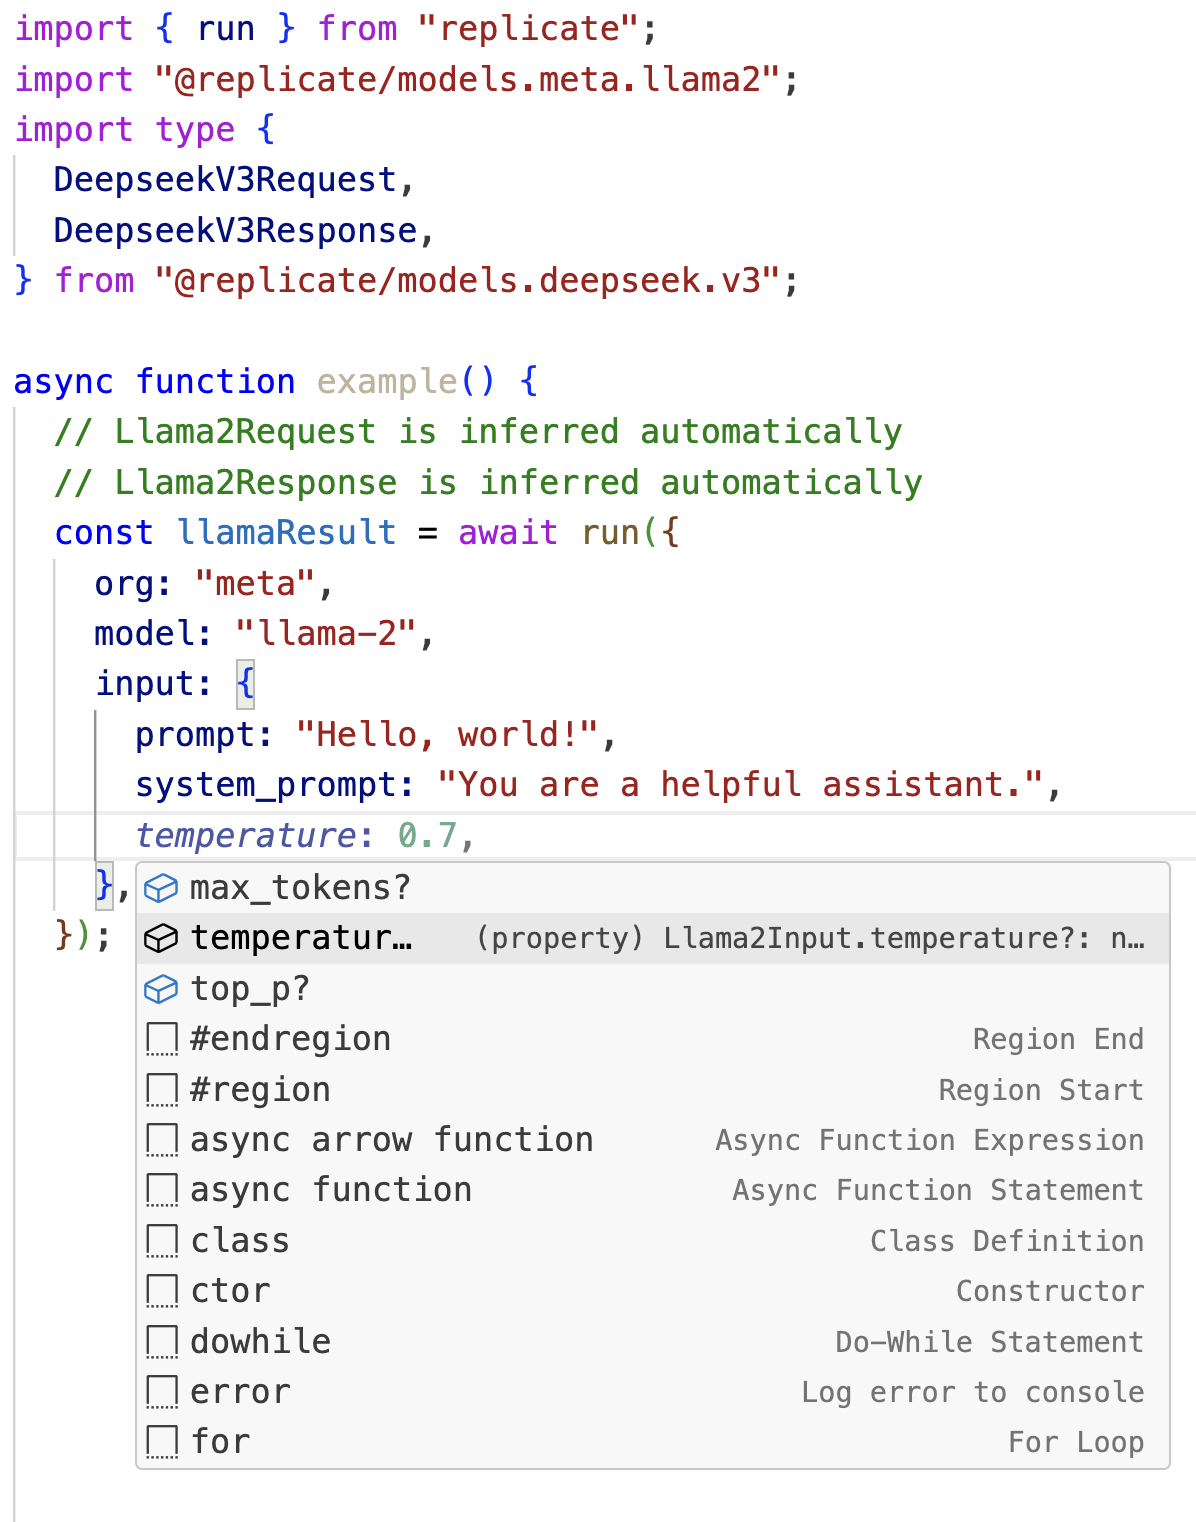 import { run } from "replicate";
import "@replicate/models.meta.llama2";
import type {
  DeepseekV3Request,
  DeepseekV3Response,
} from "@replicate/models.deepseek.v3";

async function example() {
  // Llama2Request is inferred automatically
  // Llama2Response is inferred automatically
  const llamaResult = await run({
    org: "meta",
    model: "llama-2",
    input: {
      prompt: "Hello, world!",
      system_prompt: "You are a helpful assistant.",
      temperature: 0.7,
    },
  });
max_tokens?
temperatur… (property) Llama2Input.temperature?: n…
top_p?
#endregion Region End
#region Region Start
async arrow function Async Function Expression
async function Async Function Statement
class Class Definition
ctor Constructor
dowhile Do-While Statement
error Log error to console
for For Loop